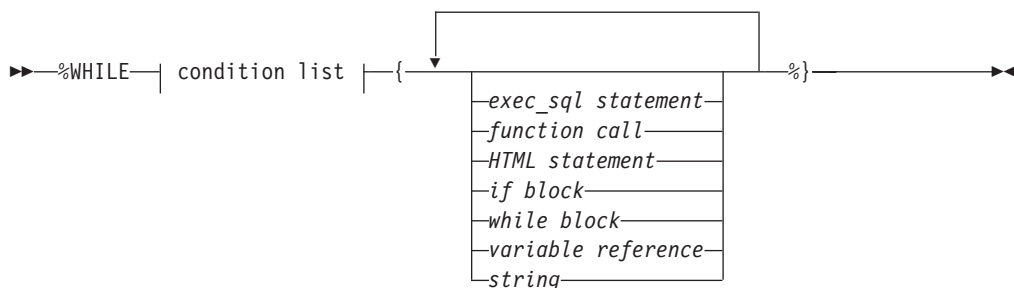 %WHILE condition list { %}
exec_sql statement
function call
HTML statement
if block
while block
variable reference
string